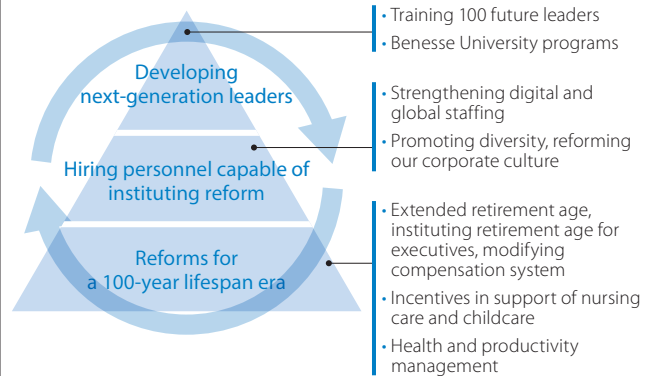 Developing
next-generation leaders
• Training 100 future leaders
• Benesse University programs
Hiring personnel capable of
instituting reform
• Strengthening digital and
global staffing
• Promoting diversity, reforming
our corporate culture
Reforms for
a 100-year lifespan era
• Extended retirement age,
instituting retirement age for
executives, modifying
compensation system
• Incentives in support of nursing
care and childcare
• Health and productivity
management